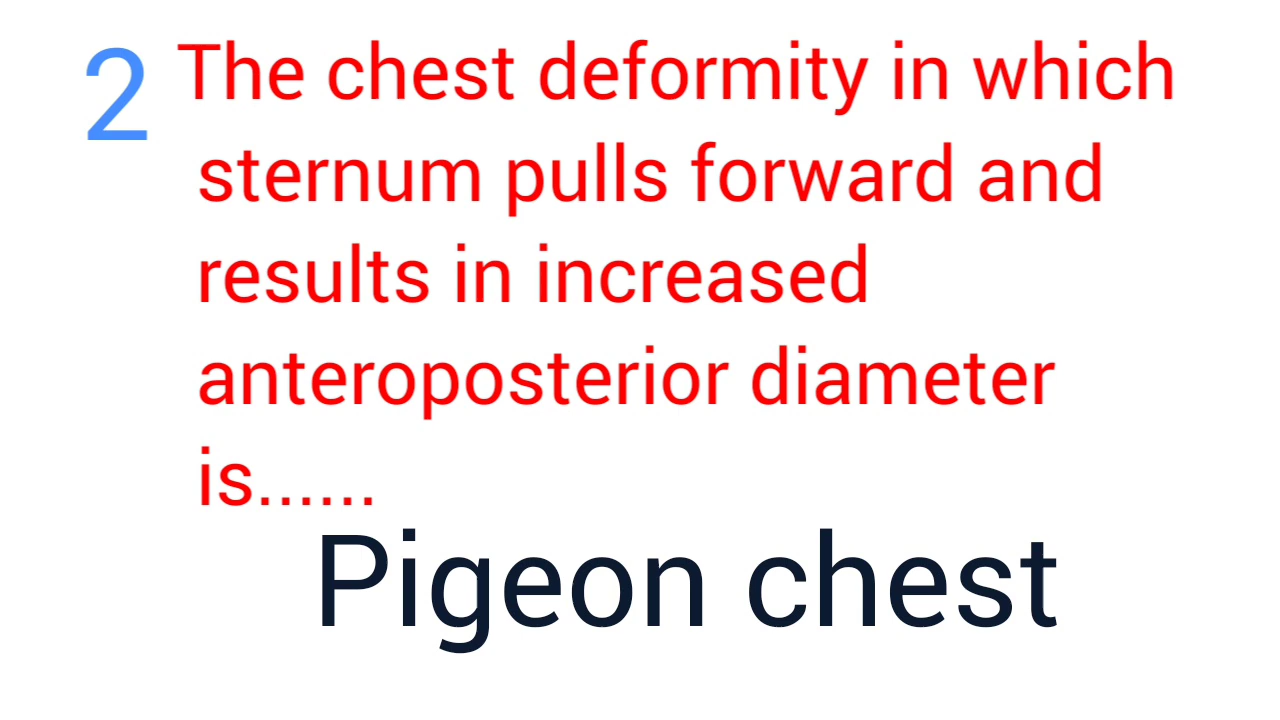 2 The chest deformity in which
sternum pulls forward and
results in increased
anteroposterior diameter
is......
Pigeon chest